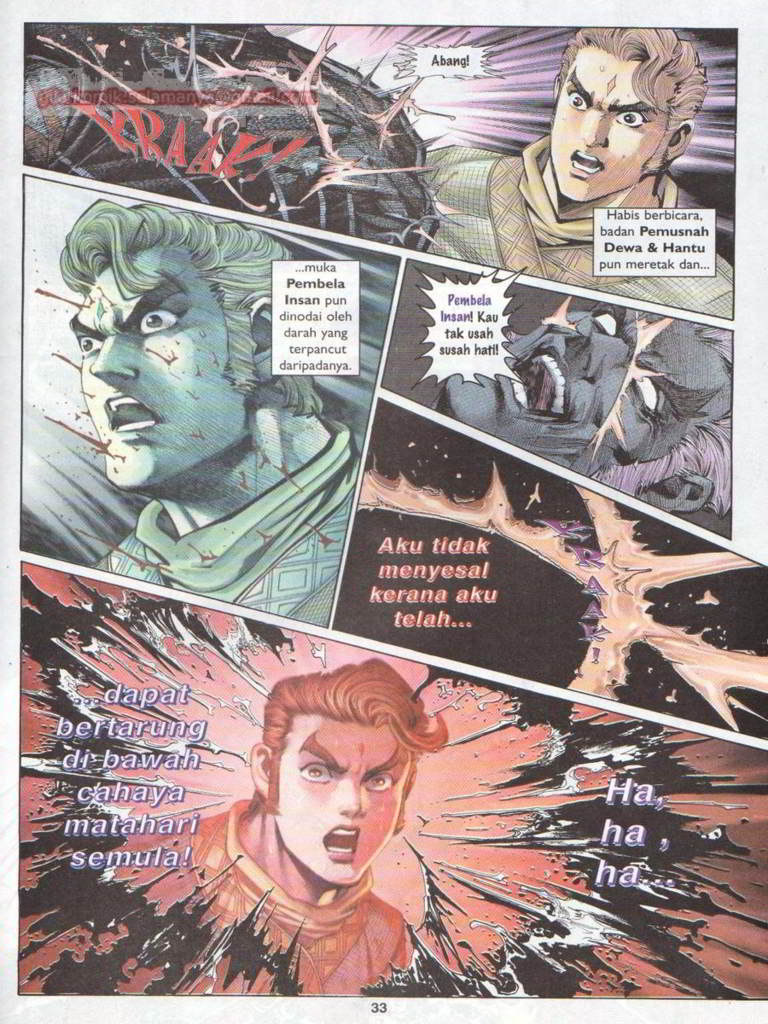 Abang!
KRAAK!
Habis berbicara,
badan Pemusnah
Dewa & Hantu
pun meretak dan...
...muka
Pembela
Insan pun
dinodai oleh
darah yang
terpancut
daripadanya.
Pembela
Insan! Kau
tak usah
susah hati!
Aku tidak
menyesal
kerana aku
telah...
KRAAK!
...dapat
bertarung
di bawah
cahaya
matahari
semula!
Ha,
ha ,
ha...
33